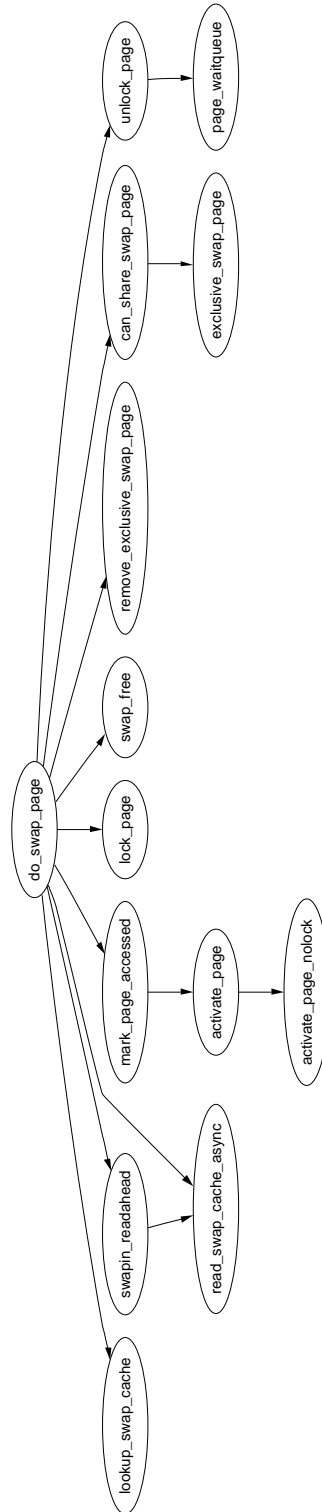 do_swap_page
lookup_swap_cache
swapin_readahead
mark_page_accessed
lock_page
swap_free
remove_exclusive_swap_page
can_share_swap_page
unlock_page
read_swap_cache_async
activate_page
exclusive_swap_page
page_waitqueue
activate_page_nolock